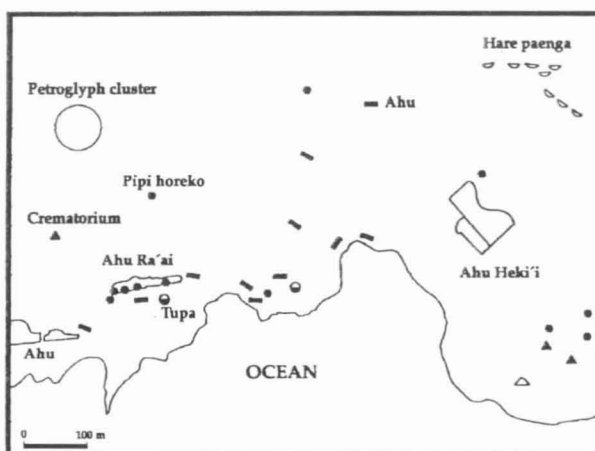 Hare paenga
Petroglyph cluster
Ahu
Pipi horeko
Crematorium
Ahu Ra´ai
Ahu Heki´i
Tupa
Ahu
OCEAN
0 100 m